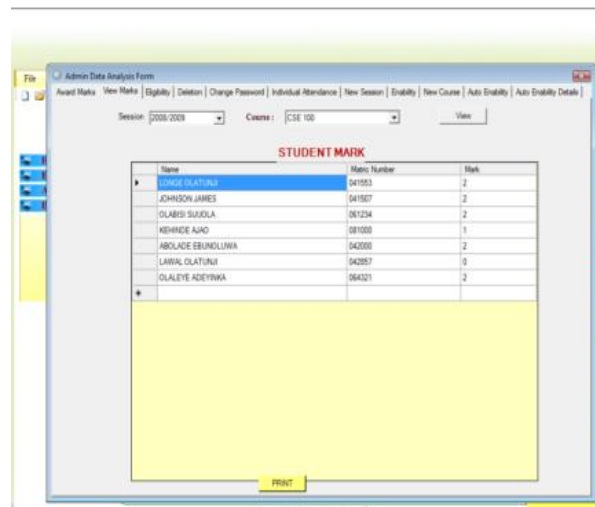 File
Admin Data Analysis Form
Award Marks View Marks Eligibility Deletion Change Password Individual Attendance New Session Enability New Course Auto Enability Auto Enability Details
Session 2008/2009 Course : CSE 100 View
STUDENT MARK
Name Matric Number Mark
LONGE OLATUNJI 041553 2
JOHNSON JAMES 041507 2
OLABISI SUUOLA 061234 2
KEHINDE AJAO 081000 1
ABOLADE EBUNOLUWA 042000 2
LAWAL OLATUNJI 042857 0
OLALEYE ADEYINKA 064321 2
PRINT